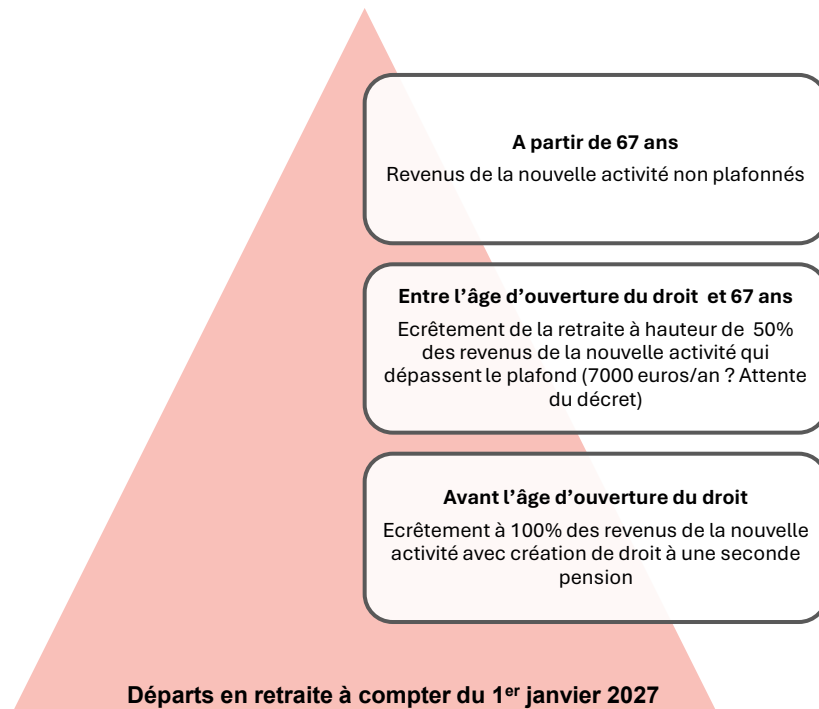 A partir de 67 ans
Revenus de la nouvelle activité non plafonnés
Entre l’âge d’ouverture du droit et 67 ans
Ecrêtement de la retraite à hauteur de 50%
des revenus de la nouvelle activité qui
dépassent le plafond (7000 euros/an ? Attente
du décret)
Avant l’âge d’ouverture du droit
Ecrêtement à 100% des revenus de la nouvelle
activité avec création de droit à une seconde
pension
Départs en retraite à compter du 1er janvier 2027